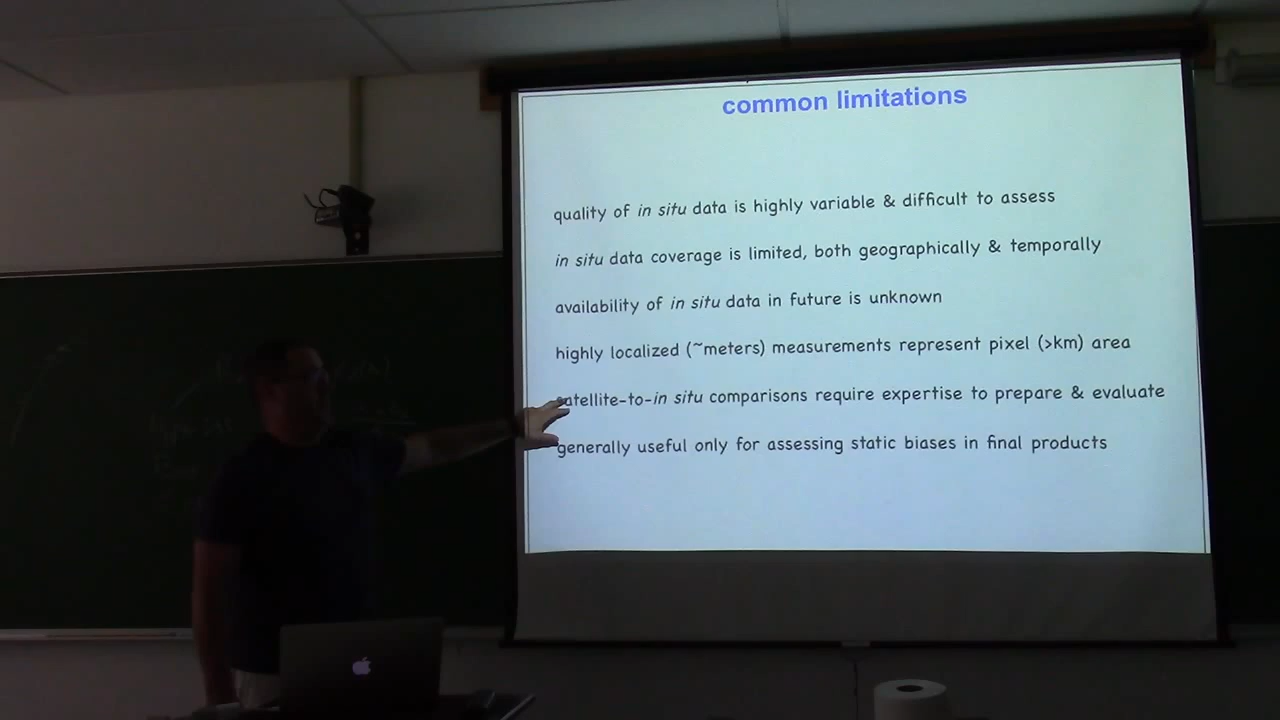 common limitations
quality of in situ data is highly variable & difficult to assess
in situ data coverage is limited, both geographically & temporally
availability of in situ data in future is unknown
highly localized (~meters) measurements represent pixel (>km) area
satellite-to-in situ comparisons require expertise to prepare & evaluate
generally useful only for assessing static biases in final products